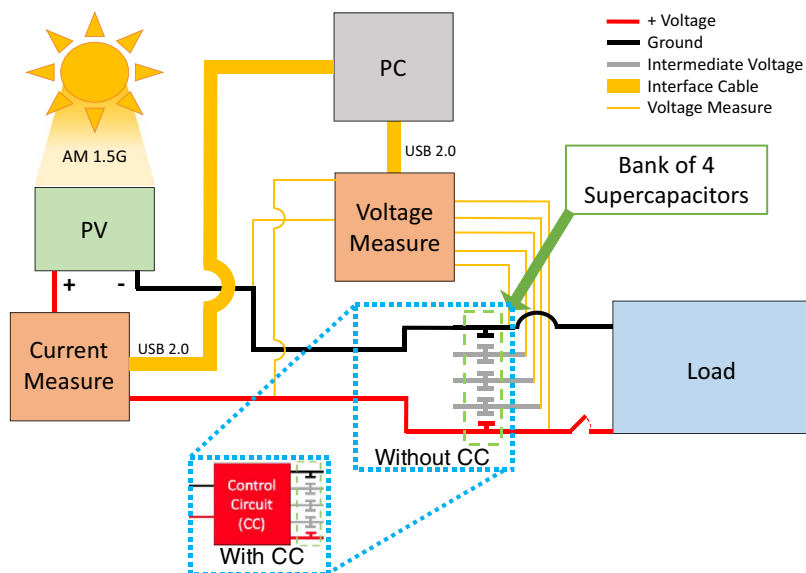 + Voltage
Ground
Intermediate Voltage
Interface Cable
Voltage Measure
PC
AM 1.5G
USB 2.0
Bank of 4
Supercapacitors
PV
Voltage
Measure
+ -
Current
Measure
USB 2.0
Load
Without CC
Control
Circuit
(CC)
With CC